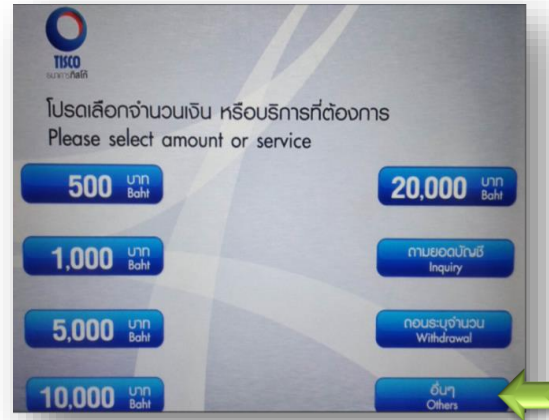 TISCO
ธนาคารทิสโก้
โปรดเลือกจำนวนเงิน หรือบริการที่ต้องการ
Please select amount or service
500 บาท Baht
20,000 บาท Baht
1,000 บาท Baht
ถามยอดบัญชี
Inquiry
5,000 บาท Baht
ถอนระบุจำนวน
Withdrawal
10,000 บาท Baht
อื่นๆ
Others